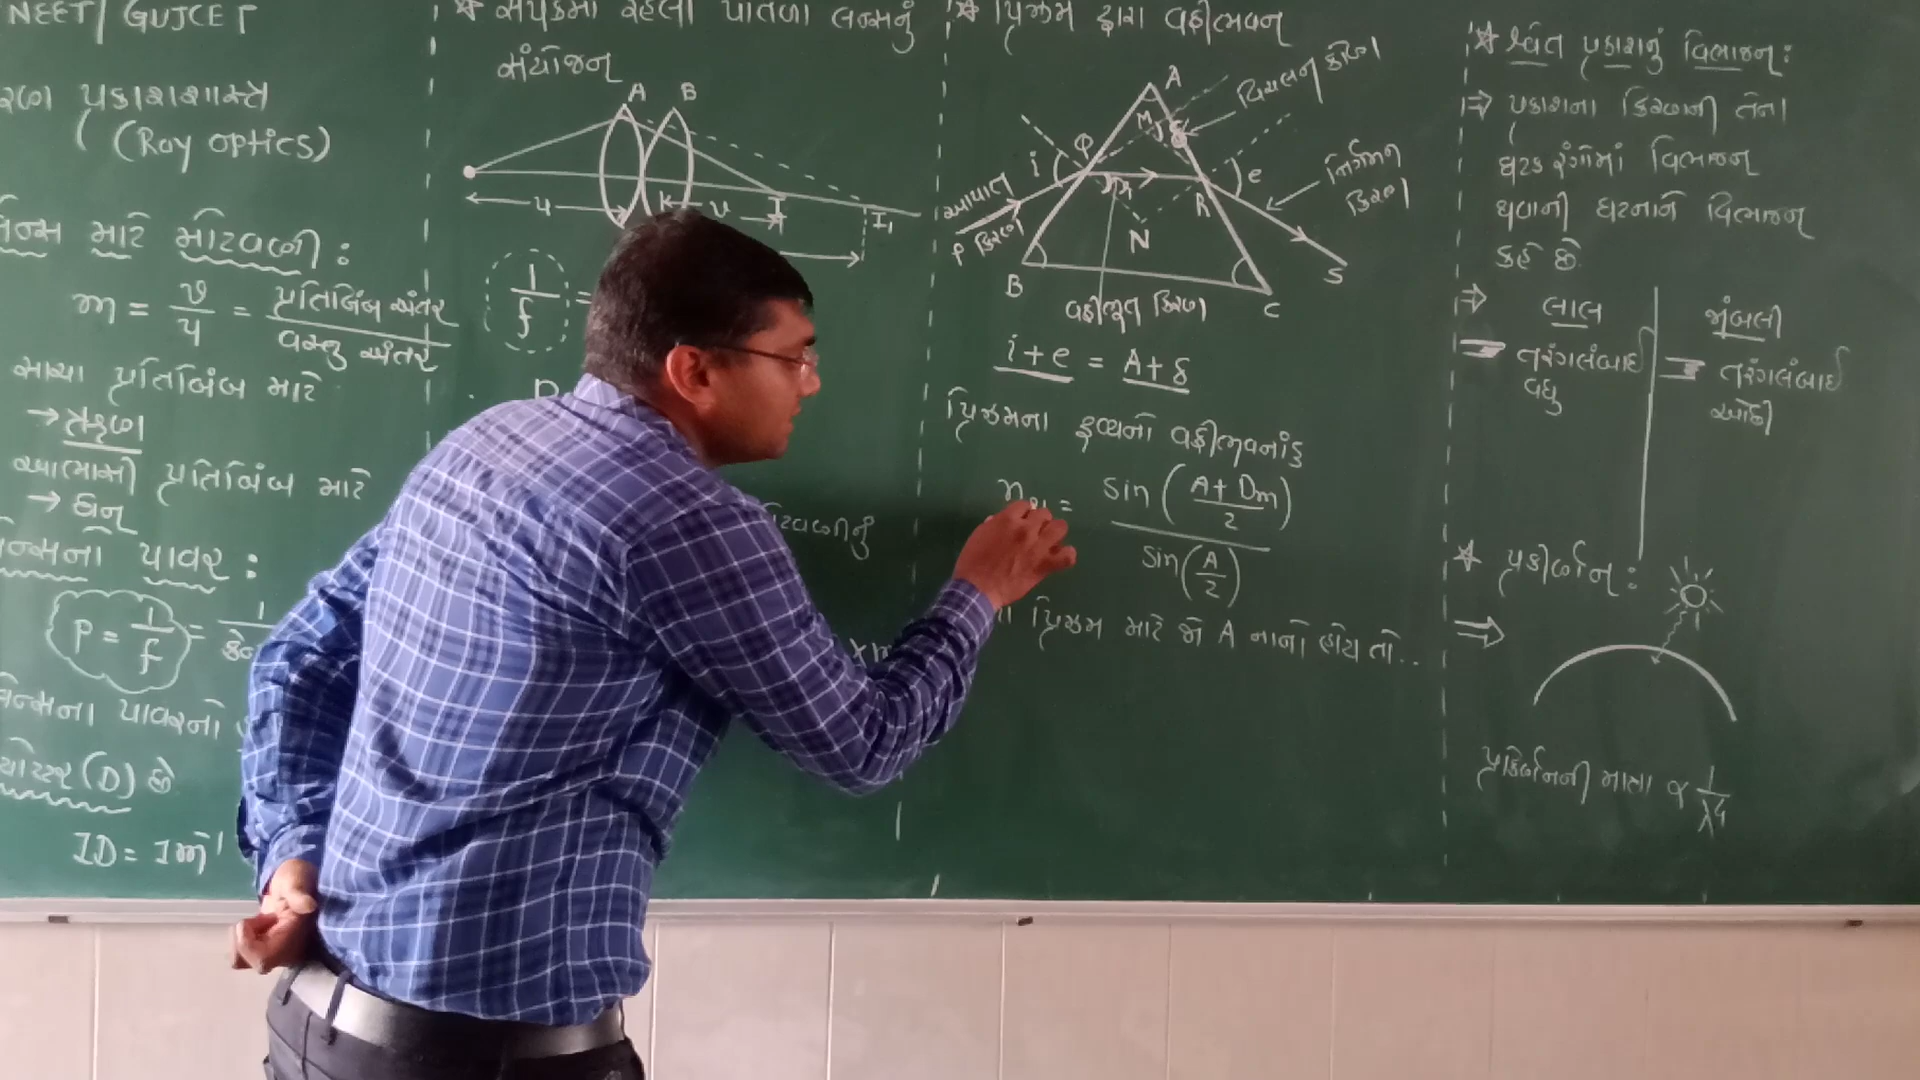 NEET/ GUJCET
પ્રકાશશાસ્ત્ર
(Ray optics)
માટે મોટવણી :
m = v/u = પ્રતિબિંબ અંતર / વસ્તુ અંતર
સાચા પ્રતિબિંબ માટે
→ ઋણ
આભાસી પ્રતિબિંબ માટે
→ ધન
લેન્સનો પાવર :
P = 1/f = 1
લેન્સના પાવરનો
(D) છે
1D = 1m⁻¹
★ સંપર્કમાં રહેલા પાતળા લેન્સનું
સંયોજન
A B
u v I I₁
1/f =
★ પ્રિઝમ દ્વારા વક્રીભવન
A
વિચલન કોણ
M δ
Q i e
નિર્ગમન
કિરણ
આપાત
P કિરણ
R
N
S
B C
વક્રીભૂત કિરણ
i + e = A + δ
પ્રિઝમના દ્રવ્યનો વક્રીભવનાંક
n₂₁ = sin (A + Dm / 2) / sin (A/2)
પ્રિઝમ માટે જો A નાનો હોય તો..
★ શ્વેત પ્રકાશનું વિભાજન :
⇒ પ્રકાશના કિરણની તેના
ઘટક રંગોમાં વિભાજન
થવાની ઘટનાને વિભાજન
કહે છે.
⇒ લાલ
તરંગલંબાઈ
વધુ
જાંબલી
તરંગલંબાઈ
ઓછી
★ પ્રકીર્ણન :
⇒
પ્રકિર્ણનની માત્રા ∝ 1/λ⁴